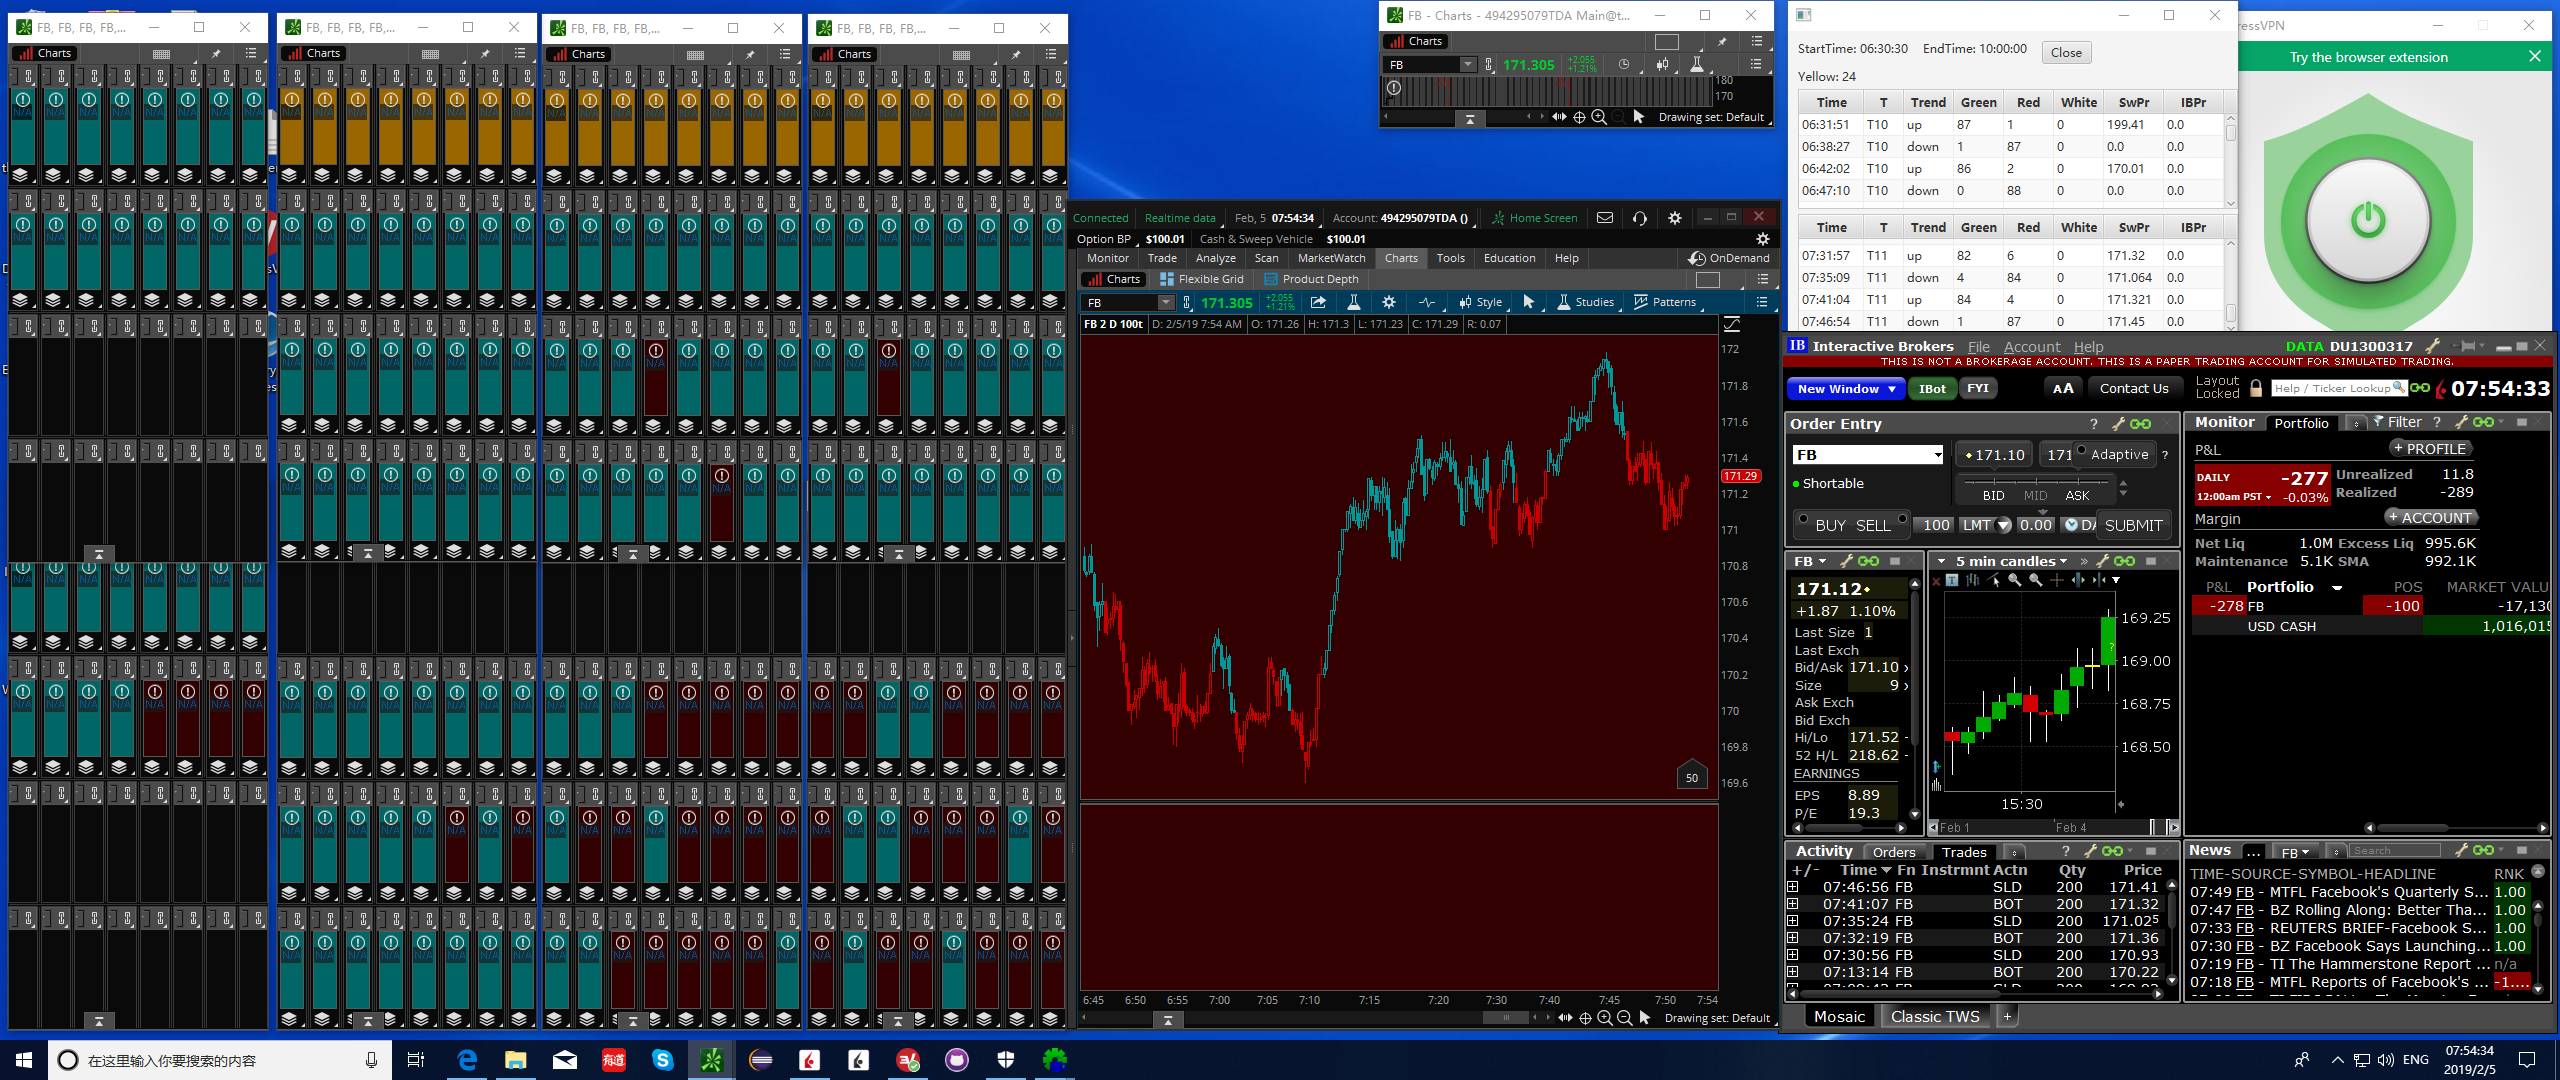 FB, FB, FB, FB,...
Charts
FB, FB, FB, FB,...
Charts
FB, FB, FB, FB,...
Charts
FB, FB, FB, FB,...
Charts
N/A
FB - Charts - 494295079TDA Main@t...
Charts
FB
171.305
+2.055
+1.21%
180
170
Drawing set: Default
StartTime: 06:30:30 EndTime: 10:00:00 Close
Yellow: 24
Time T Trend Green Red White SwPr IBPr
06:31:51 T10 up 87 1 0 199.41 0.0
06:38:27 T10 down 1 87 0 0.0 0.0
06:42:02 T10 up 86 2 0 170.01 0.0
06:47:10 T10 down 0 88 0 0.0 0.0
Time T Trend Green Red White SwPr IBPr
07:31:57 T11 up 82 6 0 171.32 0.0
07:35:09 T11 down 4 84 0 171.064 0.0
07:41:04 T11 up 84 4 0 171.321 0.0
07:46:54 T11 down 1 87 0 171.45 0.0
ressVPN
Try the browser extension
Connected Realtime data Feb, 5 07:54:34 Account: 494295079TDA () Home Screen
Option BP $100.01 Cash & Sweep Vehicle $100.01
Monitor Trade Analyze Scan MarketWatch Charts Tools Education Help OnDemand
Charts Flexible Grid Product Depth
FB 171.305 +2.055 +1.21% Style Studies Patterns
FB 2 D 100t D: 2/5/19 7:54 AM O: 171.26 H: 171.3 L: 171.23 C: 171.29 R: 0.07
172
171.8
171.6
171.4
171.29
171.2
171
170.8
170.6
170.4
170.2
170
169.8
169.6
50
6:45 6:50 6:55 7:00 7:05 7:10 7:15 7:20 7:30 7:40 7:45 7:50 7:54
Drawing set: Default
IB Interactive Brokers File Account Help DATA DU1300317
THIS IS NOT A BROKERAGE ACCOUNT. THIS IS A PAPER TRADING ACCOUNT FOR SIMULATED TRADING.
New Window IBot FYI AA Contact Us Layout Locked Help / Ticker Lookup 07:54:33
Order Entry ?
FB 171.10 171 Adaptive ?
Shortable
BID MID ASK
BUY SELL 100 LMT 0.00 DA SUBMIT
Monitor Portfolio Filter ?
P&L + PROFILE
DAILY -277 Unrealized 11.8
12:00am PST -0.03% Realized -289
Margin + ACCOUNT
Net Liq 1.0M Excess Liq 995.6K
Maintenance 5.1K SMA 992.1K
P&L Portfolio POS MARKET VALU
-278 FB -100 -17,130
USD CASH 1,016,015
FB
171.12
+1.87 1.10%
Last Size 1
Last Exch
Bid/Ask 171.10 x
Size 9 x
Ask Exch
Bid Exch
Hi/Lo 171.52 -
52 H/L 218.62 -
EARNINGS
EPS 8.89
P/E 19.3
5 min candles
169.25
169.00
168.75
168.50
15:30
Feb 1 Feb 4
Activity Orders Trades ?
+/- Time Fn Instrmnt Actn Qty Price
07:46:56 FB SLD 200 171.41
07:41:07 FB BOT 200 171.32
07:35:24 FB SLD 200 171.025
07:32:19 FB BOT 200 171.36
07:30:56 FB SLD 200 170.93
07:13:14 FB BOT 200 170.22
News ... FB Search
TIME-SOURCE-SYMBOL-HEADLINE RNK
07:49 FB - MTFL Facebook's Quarterly S... 1.00
07:47 FB - BZ Rolling Along: Better Tha... 1.00
07:33 FB - REUTERS BRIEF-Facebook S... 1.00
07:30 FB - BZ Facebook Says Launching... 1.00
07:19 FB - TI The Hammerstone Report ... n/a
07:18 FB - MTFL Reports of Facebook's ... -1....
Mosaic Classic TWS +
在这里输入你要搜索的内容
有道
ENG
07:54:34
2019/2/5